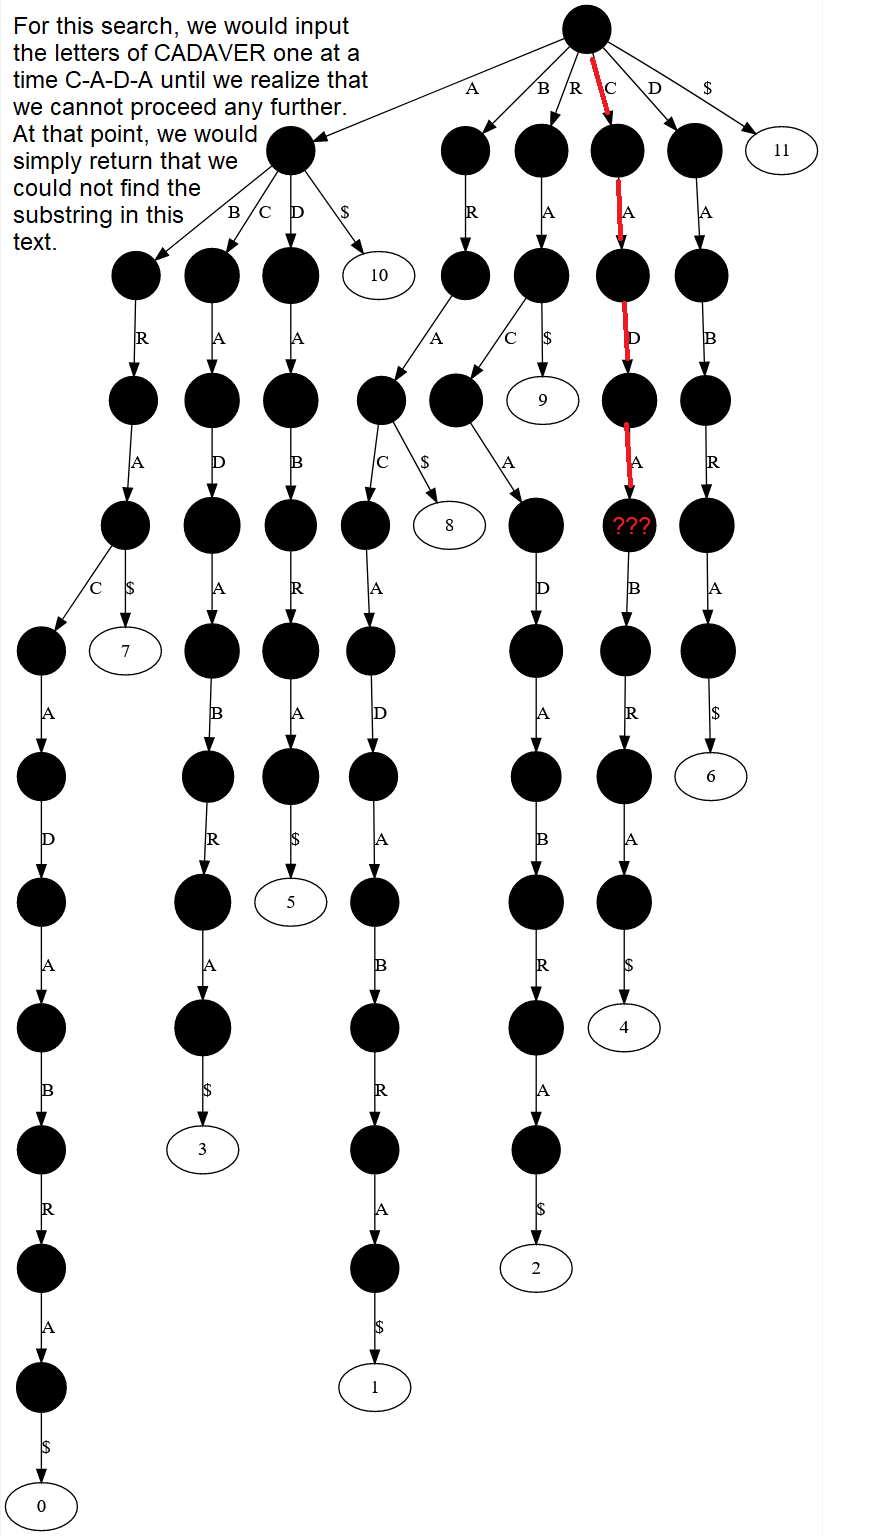 For this search, we would input
the letters of CADAVER one at a
time C-A-D-A until we realize that
we cannot proceed any further.
At that point, we would
simply return that we
could not find the
substring in this
text.
A B R C D $
11
B C D $ R A A A
10
R A A A C $ D B
9
A D B C $ A A R
8 ???
C $ A R A D B A
7
A B A D A R $
6
D R $ A B A
5
A A B R $
4
B $ R A
3
R A $
2
A $
1
$
0